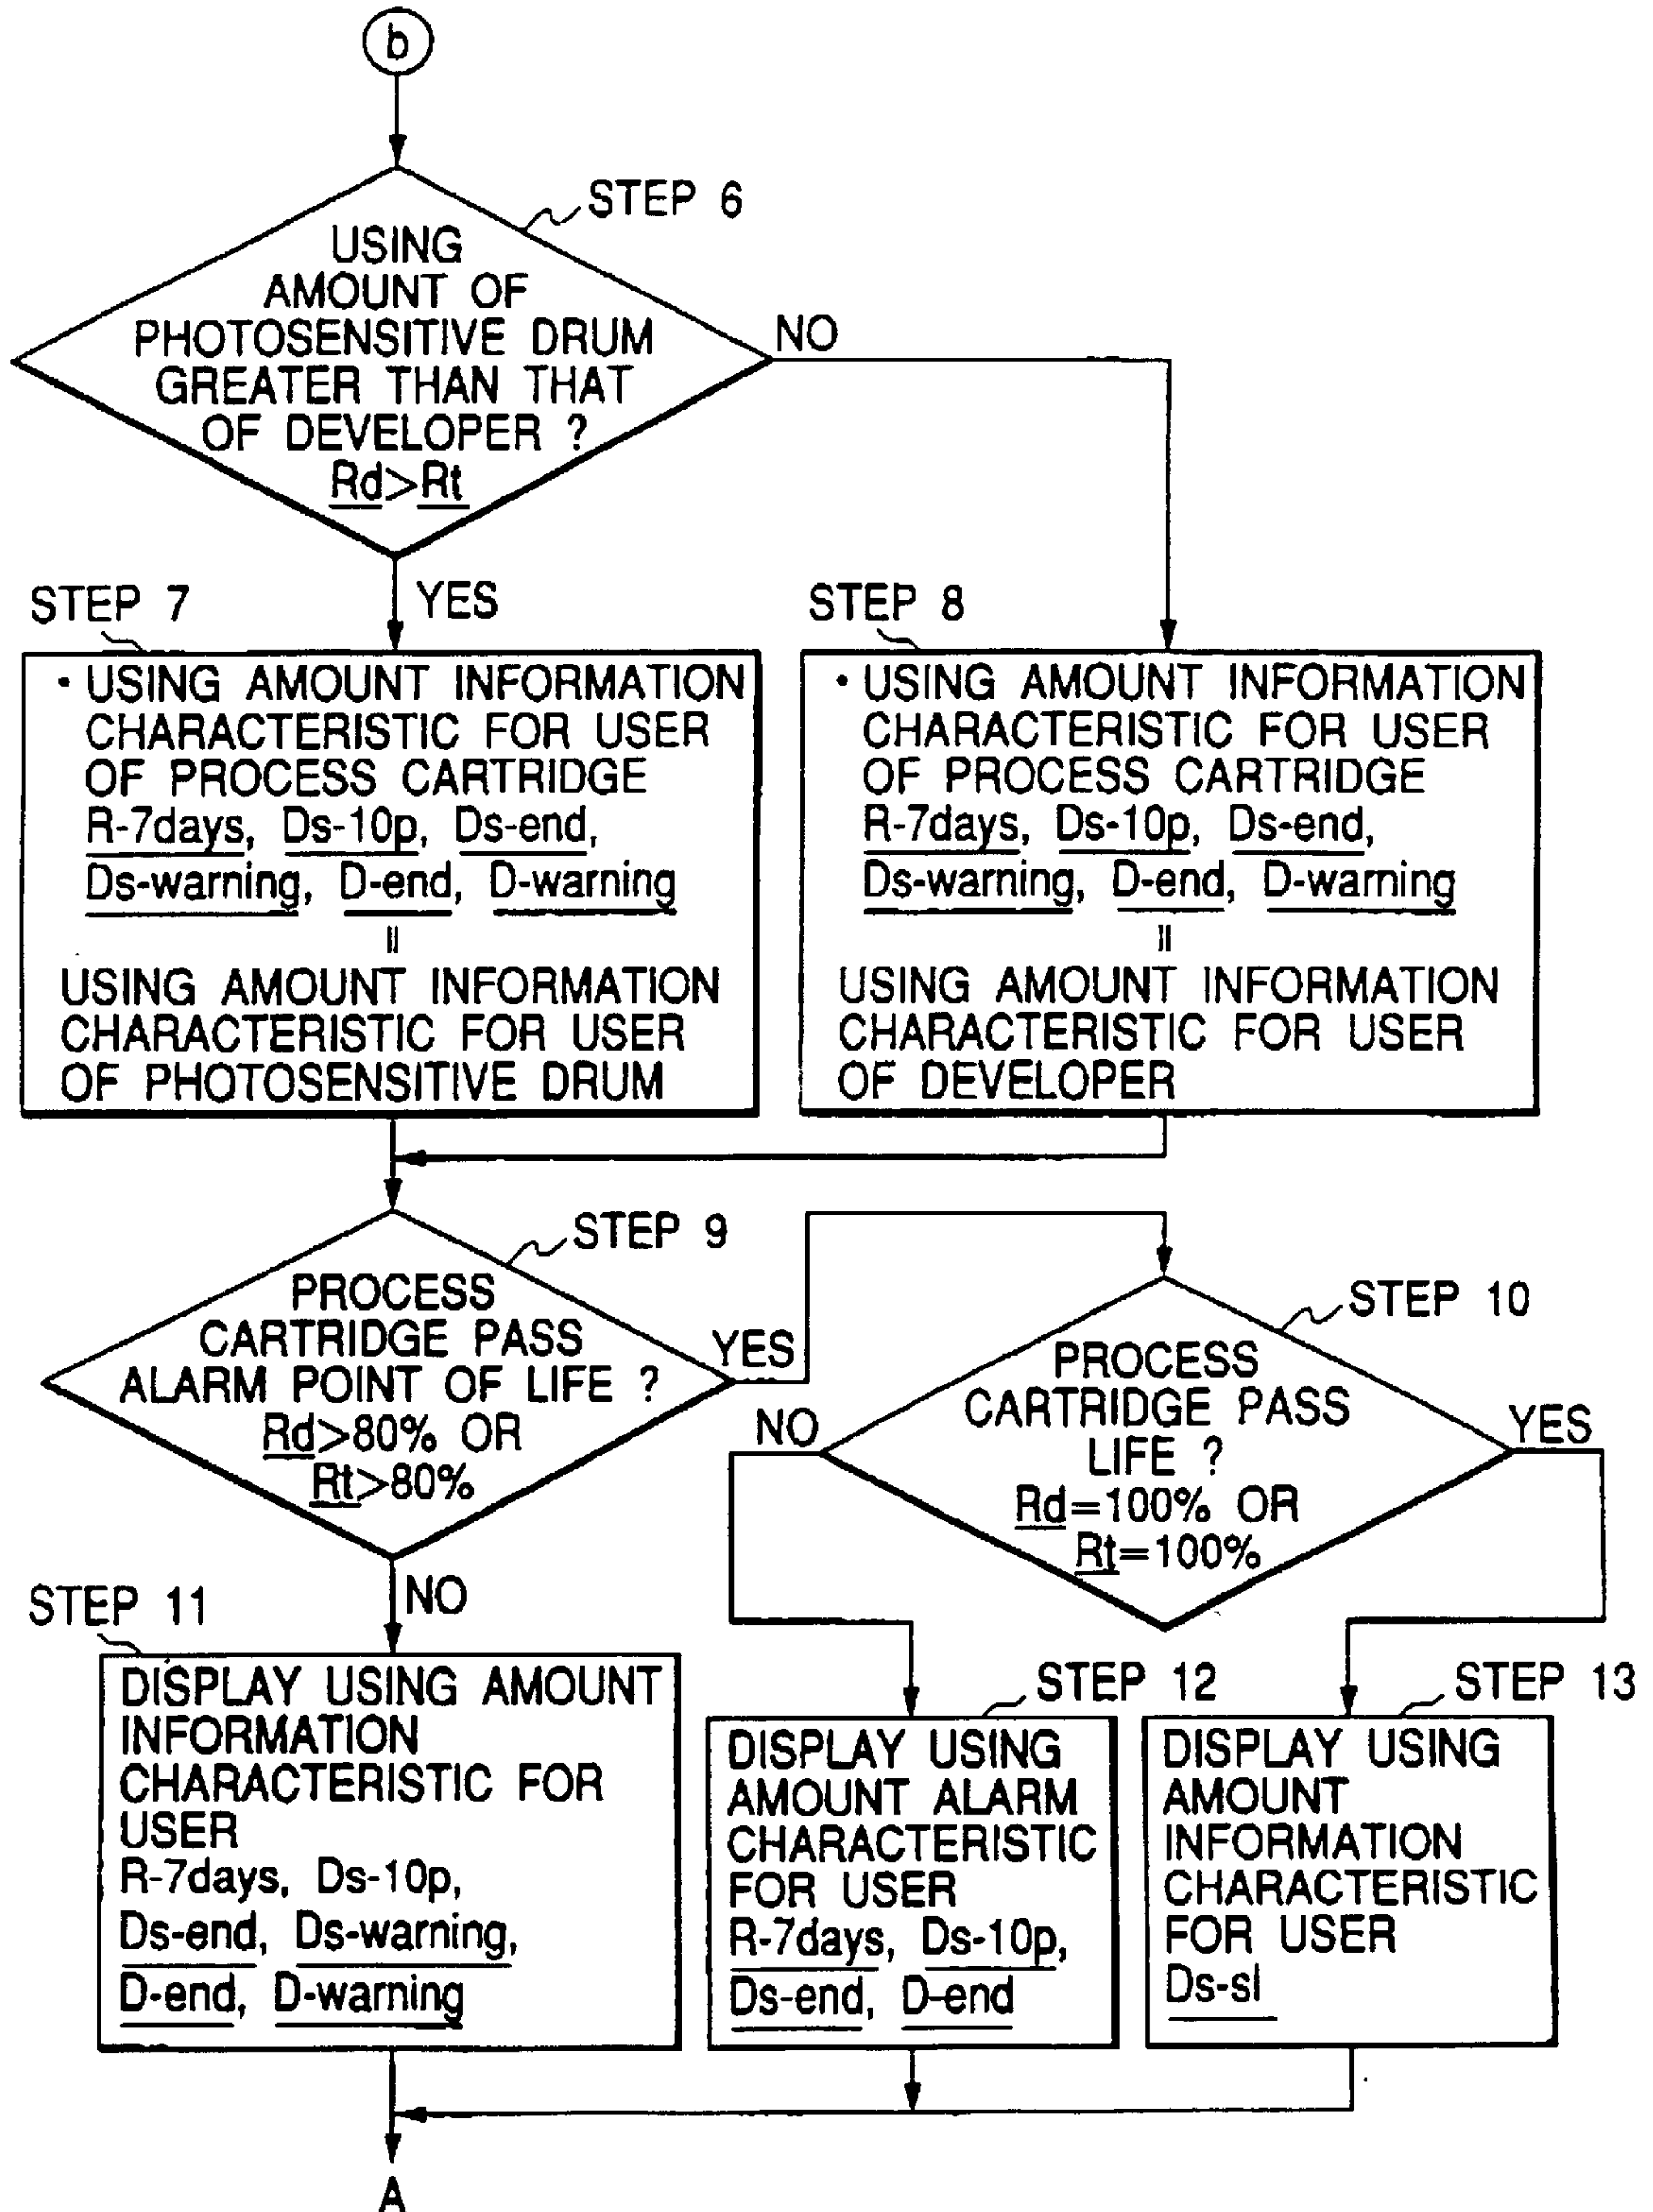 b
STEP 6
USING
AMOUNT OF
PHOTOSENSITIVE DRUM
GREATER THAN THAT
OF DEVELOPER ?
Rd>Rt
NO
YES
STEP 7
• USING AMOUNT INFORMATION
CHARACTERISTIC FOR USER
OF PROCESS CARTRIDGE
R-7days, Ds-10p, Ds-end,
Ds-warning, D-end, D-warning
=
USING AMOUNT INFORMATION
CHARACTERISTIC FOR USER
OF PHOTOSENSITIVE DRUM
STEP 8
• USING AMOUNT INFORMATION
CHARACTERISTIC FOR USER
OF PROCESS CARTRIDGE
R-7days, Ds-10p, Ds-end,
Ds-warning, D-end, D-warning
=
USING AMOUNT INFORMATION
CHARACTERISTIC FOR USER
OF DEVELOPER
STEP 9
PROCESS
CARTRIDGE PASS
ALARM POINT OF LIFE ?
Rd>80% OR
Rt>80%
YES
NO
STEP 10
PROCESS
CARTRIDGE PASS
LIFE ?
Rd=100% OR
Rt=100%
NO
YES
STEP 11
DISPLAY USING AMOUNT
INFORMATION
CHARACTERISTIC FOR
USER
R-7days, Ds-10p,
Ds-end, Ds-warning,
D-end, D-warning
STEP 12
DISPLAY USING
AMOUNT ALARM
CHARACTERISTIC
FOR USER
R-7days, Ds-10p,
Ds-end, D-end
STEP 13
DISPLAY USING
AMOUNT
INFORMATION
CHARACTERISTIC
FOR USER
Ds-sl
A